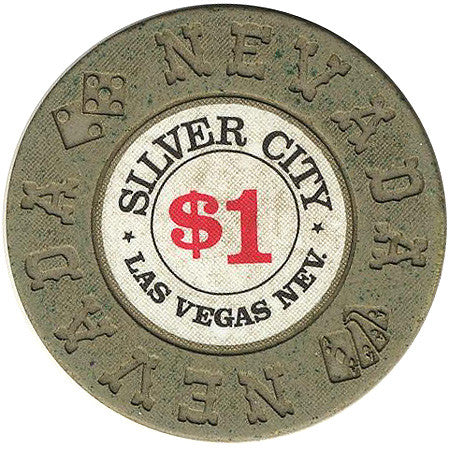 NEVADA
SILVER CITY
$1
★ LAS VEGAS NEV. ★
NEVADA